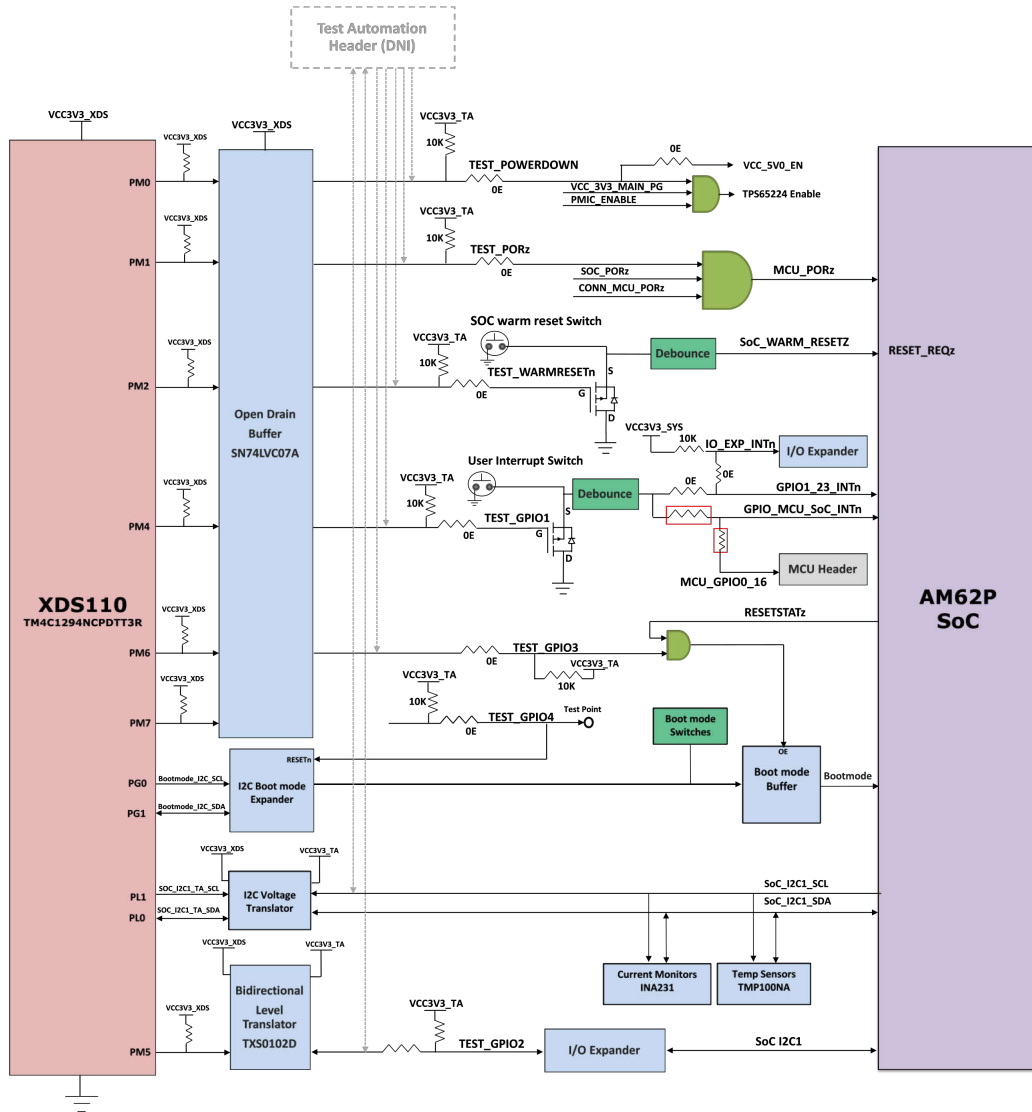 Test Automation
Header (DNI)
VCC3V3_XDS
VCC3V3_XDS
VCC3V3_XDS
VCC3V3_TA
10K
TEST_POWERDOWN
0E
0E
VCC_5V0_EN
PM0
VCC_3V3_MAIN_PG
PMIC_ENABLE
TPS65224 Enable
VCC3V3_XDS
VCC3V3_TA
10K
TEST_PORz
0E
PM1
SOC_PORz
CONN_MCU_PORz
MCU_PORz
SOC warm reset Switch
VCC3V3_XDS
VCC3V3_TA
10K
TEST_WARMRESETn
0E
PM2
S
G
D
Debounce
SoC_WARM_RESETZ
RESET_REQz
Open Drain
Buffer
SN74LVC07A
VCC3V3_SYS
10K
IO_EXP_INTn
I/O Expander
0E
User Interrupt Switch
VCC3V3_XDS
VCC3V3_TA
10K
TEST_GPIO1
0E
PM4
S
G
D
Debounce
0E
GPIO1_23_INTn
GPIO_MCU_SoC_INTn
MCU Header
MCU_GPIO0_16
XDS110
TM4C1294NCPDTT3R
AM62P
SoC
RESETSTATz
VCC3V3_XDS
PM6
TEST_GPIO3
0E
VCC3V3_TA
10K
VCC3V3_XDS
PM7
VCC3V3_TA
10K
TEST_GPIO4
0E
Test Point
Boot mode
Switches
RESETn
I2C Boot mode
Expander
PG0
Bootmode_I2C_SCL
PG1
Bootmode_I2C_SDA
OE
Boot mode
Buffer
Bootmode
VCC3V3_XDS
VCC3V3_TA
PL1
SOC_I2C1_TA_SCL
PL0
SOC_I2C1_TA_SDA
I2C Voltage
Translator
SoC_I2C1_SCL
SoC_I2C1_SDA
Current Monitors
INA231
Temp Sensors
TMP100NA
VCC3V3_XDS
VCC3V3_TA
VCC3V3_XDS
PM5
Bidirectional
Level
Translator
TXS0102D
VCC3V3_TA
TEST_GPIO2
I/O Expander
SoC I2C1